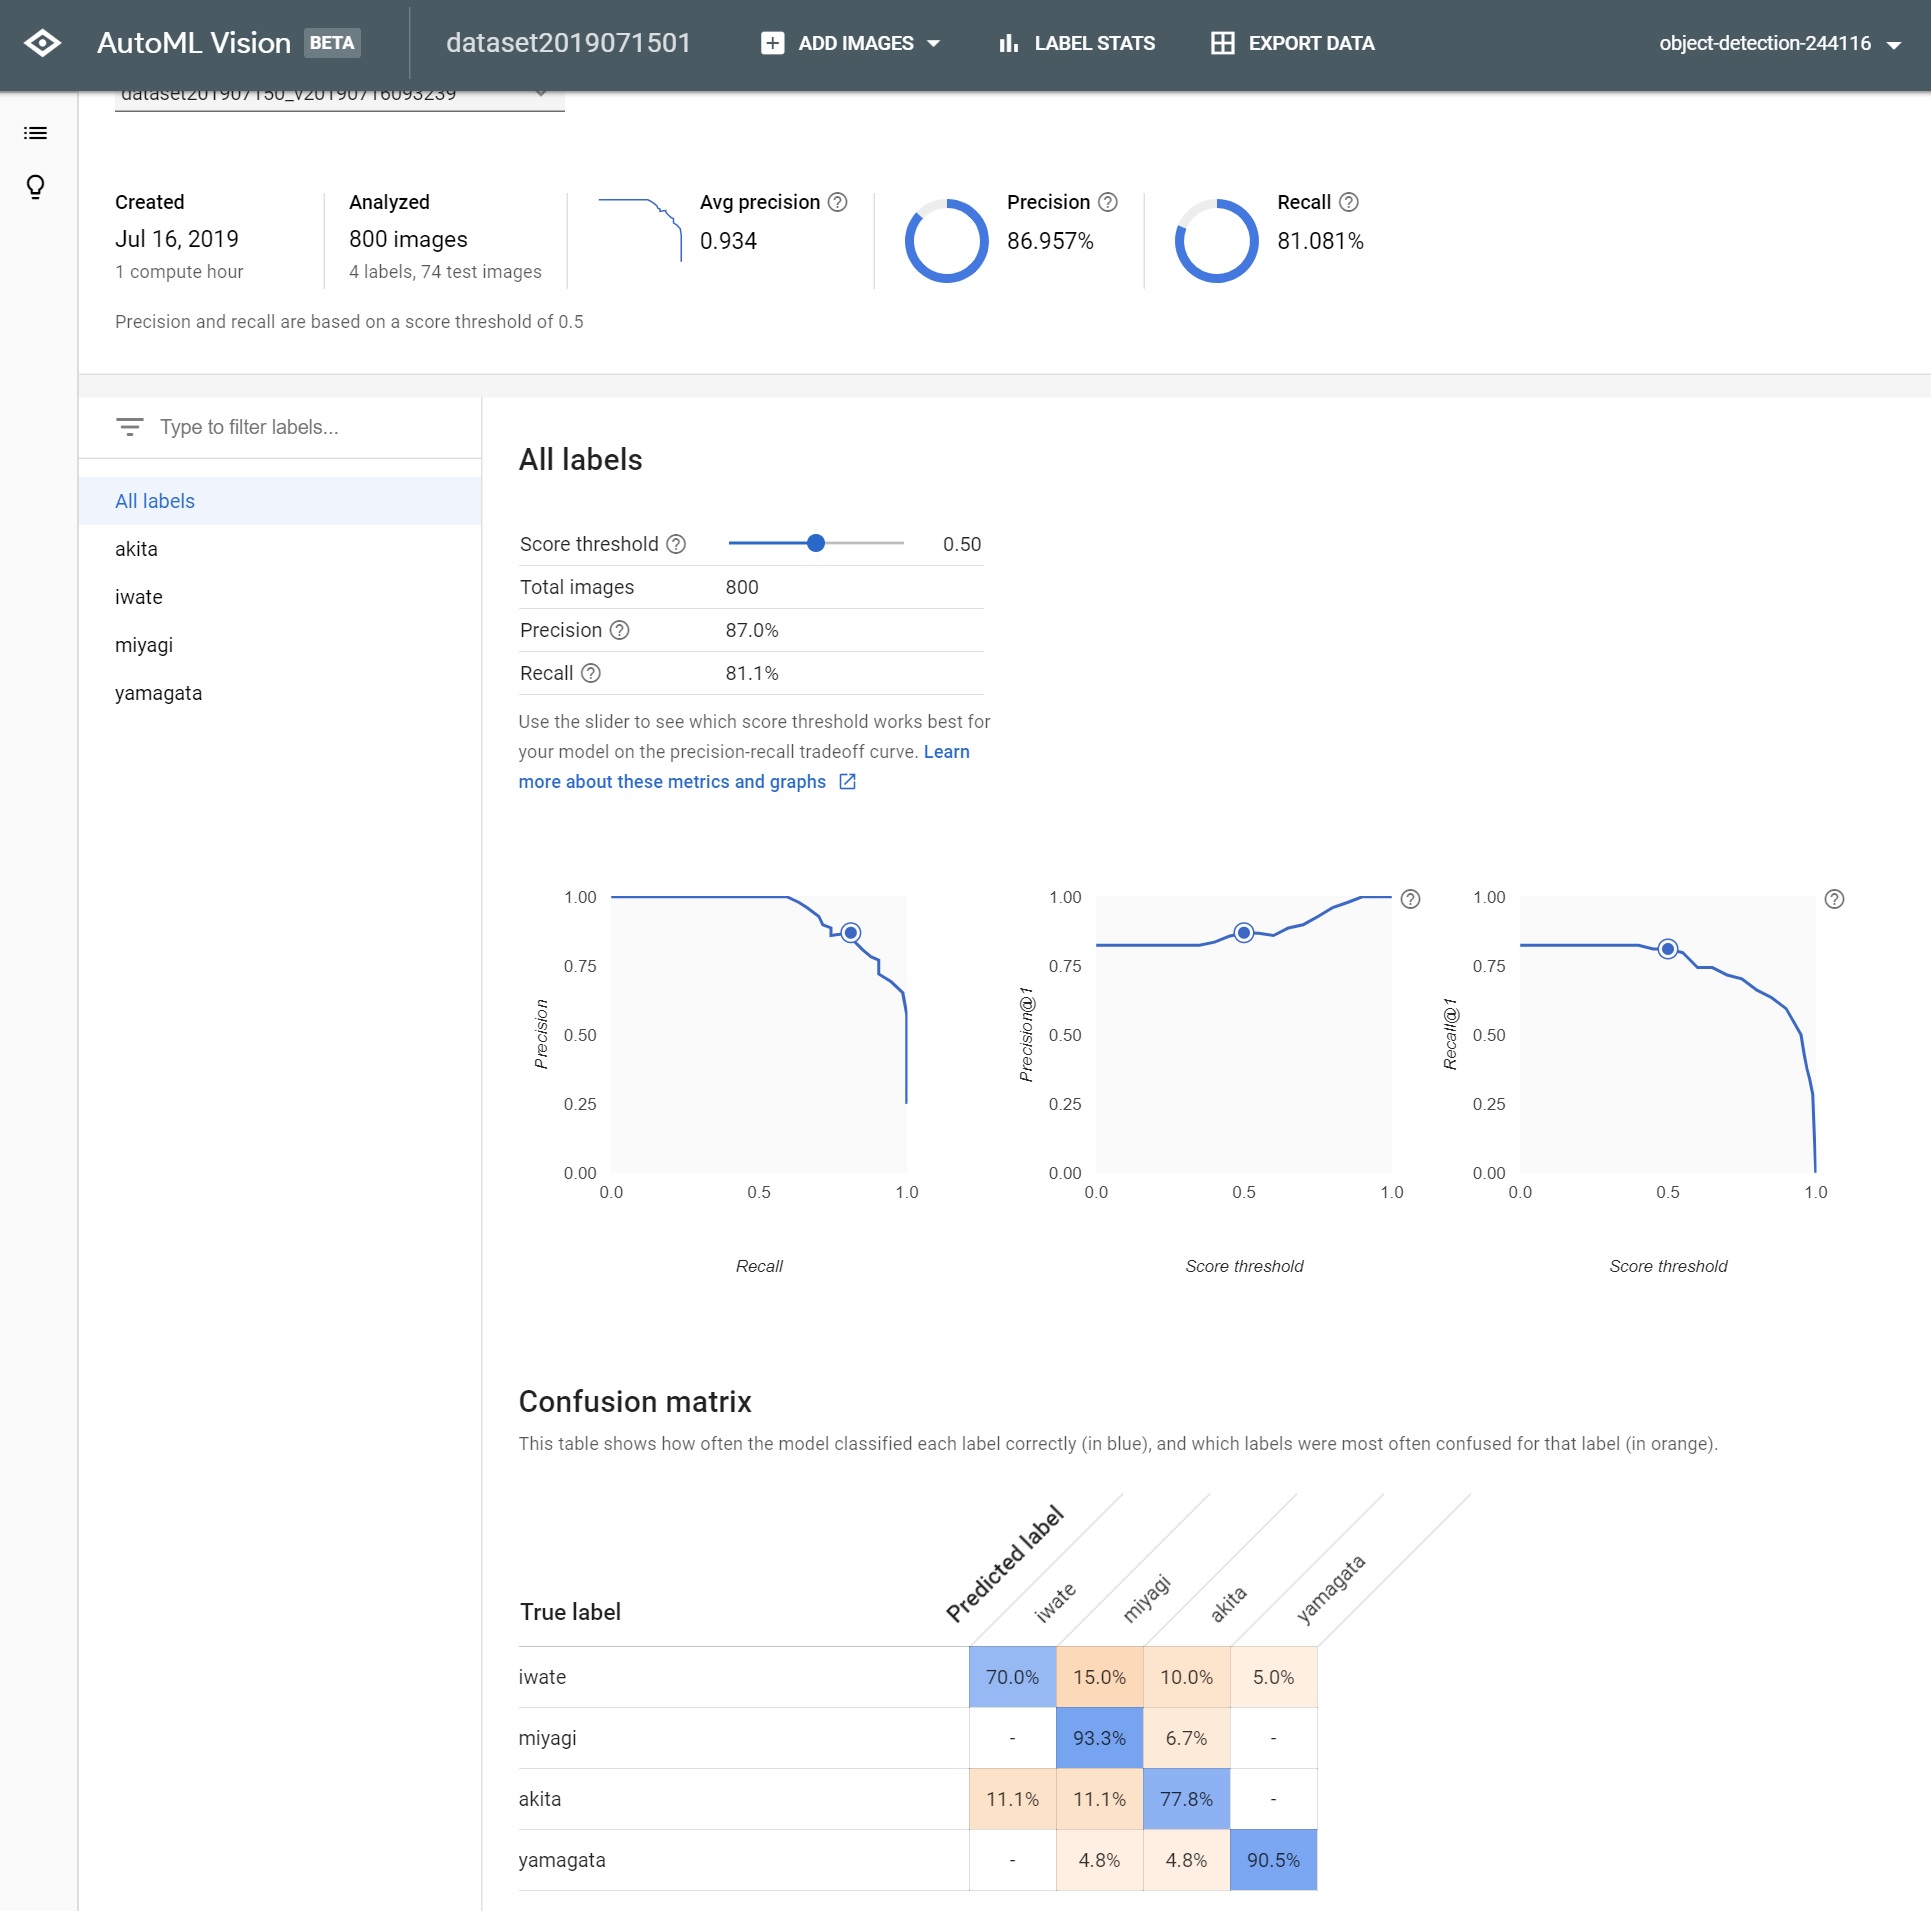 AutoML Vision BETA dataset2019071501 ADD IMAGES LABEL STATS EXPORT DATA object-detection-244116
dataset201907150_v20190716093239
Created
Jul 16, 2019
1 compute hour
Analyzed
800 images
4 labels, 74 test images
Avg precision
0.934
Precision
86.957%
Recall
81.081%
Precision and recall are based on a score threshold of 0.5
Type to filter labels...
All labels
akita
iwate
miyagi
yamagata
All labels
Score threshold 0.50
Total images 800
Precision 87.0%
Recall 81.1%
Use the slider to see which score threshold works best for
your model on the precision-recall tradeoff curve. Learn
more about these metrics and graphs
Precision
1.00
0.75
0.50
0.25
0.00
0.0 0.5 1.0
Recall
Precision@1
1.00
0.75
0.50
0.25
0.00
0.0 0.5 1.0
Score threshold
Recall@1
1.00
0.75
0.50
0.25
0.00
0.0 0.5 1.0
Score threshold
Confusion matrix
This table shows how often the model classified each label correctly (in blue), and which labels were most often confused for that label (in orange).
True label Predicted label iwate miyagi akita yamagata
iwate 70.0% 15.0% 10.0% 5.0%
miyagi - 93.3% 6.7% -
akita 11.1% 11.1% 77.8% -
yamagata - 4.8% 4.8% 90.5%